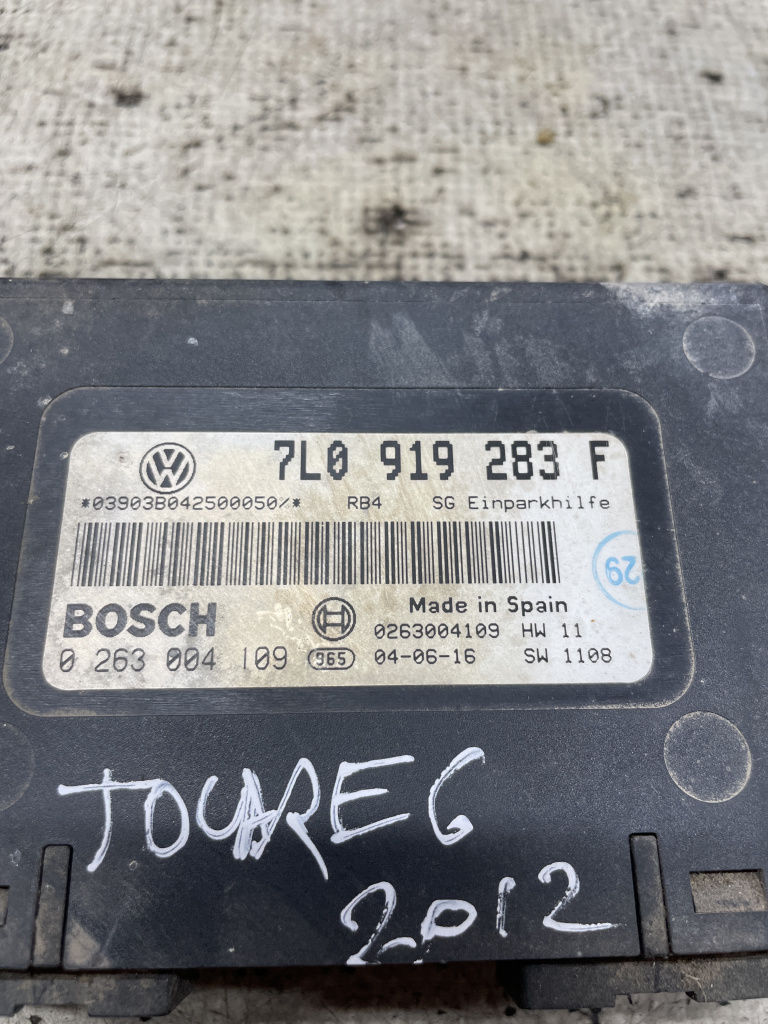 7L0 919 283 F
*03903B042500050/* RB4 SG Einparkhilfe
29
BOSCH Made in Spain
0263004109 HW 11
0 263 004 109 965 04-06-16 SW 1108
TOUAREG
2012